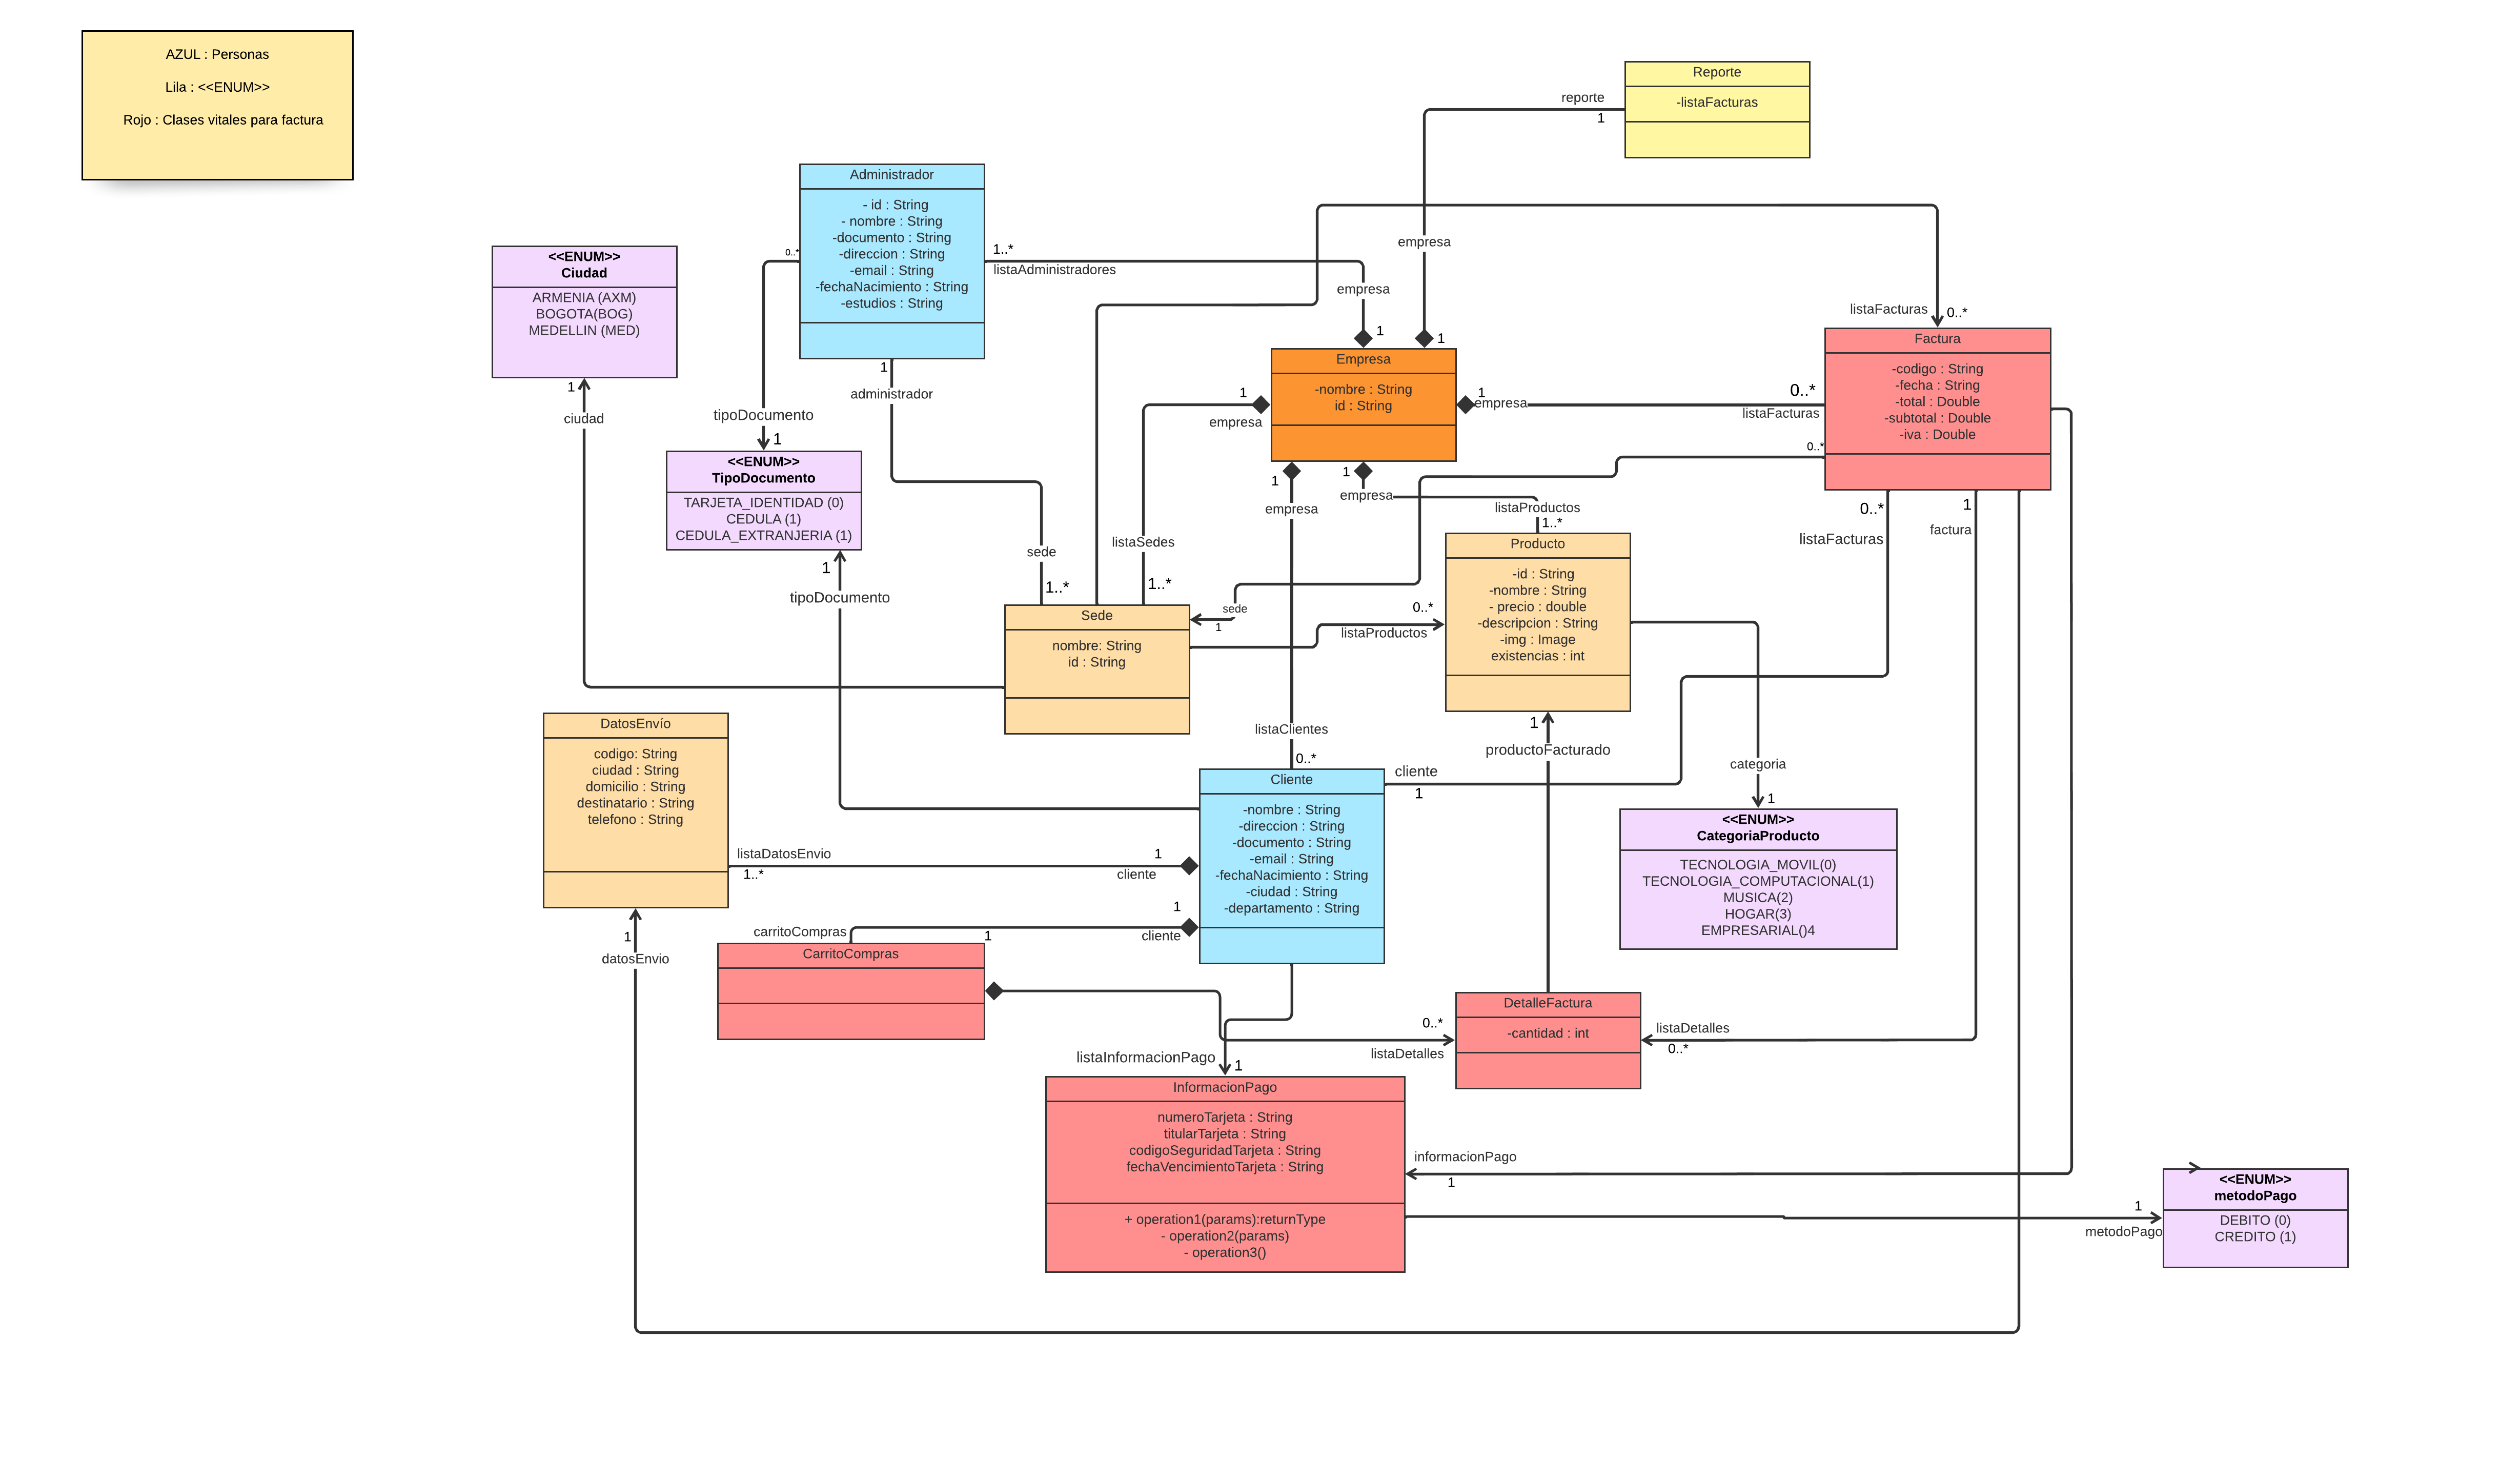 AZUL : Personas
Lila : <<ENUM>>
Rojo : Clases vitales para factura
Reporte
-listaFacturas
reporte
1
empresa
1
Administrador
- id : String
- nombre : String
-documento : String
-direccion : String
-email : String
-fechaNacimiento : String
-estudios : String
0..*
1..*
listaAdministradores
empresa
1
<<ENUM>>
Ciudad
ARMENIA (AXM)
BOGOTA(BOG)
MEDELLIN (MED)
1
ciudad
tipoDocumento
1
1
administrador
<<ENUM>>
TipoDocumento
TARJETA_IDENTIDAD (0)
CEDULA (1)
CEDULA_EXTRANJERIA (1)
1
tipoDocumento
Empresa
-nombre : String
id : String
1
empresa
1
empresa
0..*
listaFacturas
listaFacturas
0..*
Factura
-codigo : String
-fecha : String
-total : Double
-subtotal : Double
-iva : Double
0..*
1
empresa
1
empresa
listaProductos
1..*
0..*
listaFacturas
1
factura
sede
1..*
listaSedes
1..*
Sede
nombre: String
id : String
sede
1
0..*
listaProductos
Producto
-id : String
-nombre : String
- precio : double
-descripcion : String
-img : Image
existencias : int
listaClientes
0..*
1
productoFacturado
categoria
1
DatosEnvío
codigo: String
ciudad : String
domicilio : String
destinatario : String
telefono : String
listaDatosEnvio
1..*
1
cliente
Cliente
-nombre : String
-direccion : String
-documento : String
-email : String
-fechaNacimiento : String
-ciudad : String
-departamento : String
cliente
1
<<ENUM>>
CategoriaProducto
TECNOLOGIA_MOVIL(0)
TECNOLOGIA_COMPUTACIONAL(1)
MUSICA(2)
HOGAR(3)
EMPRESARIAL()4
1
cliente
carritoCompras
1
1
datosEnvio
CarritoCompras
0..*
listaDetalles
DetalleFactura
-cantidad : int
listaDetalles
0..*
listaInformacionPago
1
InformacionPago
numeroTarjeta : String
titularTarjeta : String
codigoSeguridadTarjeta : String
fechaVencimientoTarjeta : String
+ operation1(params):returnType
- operation2(params)
- operation3()
informacionPago
1
1
metodoPago
<<ENUM>>
metodoPago
DEBITO (0)
CREDITO (1)